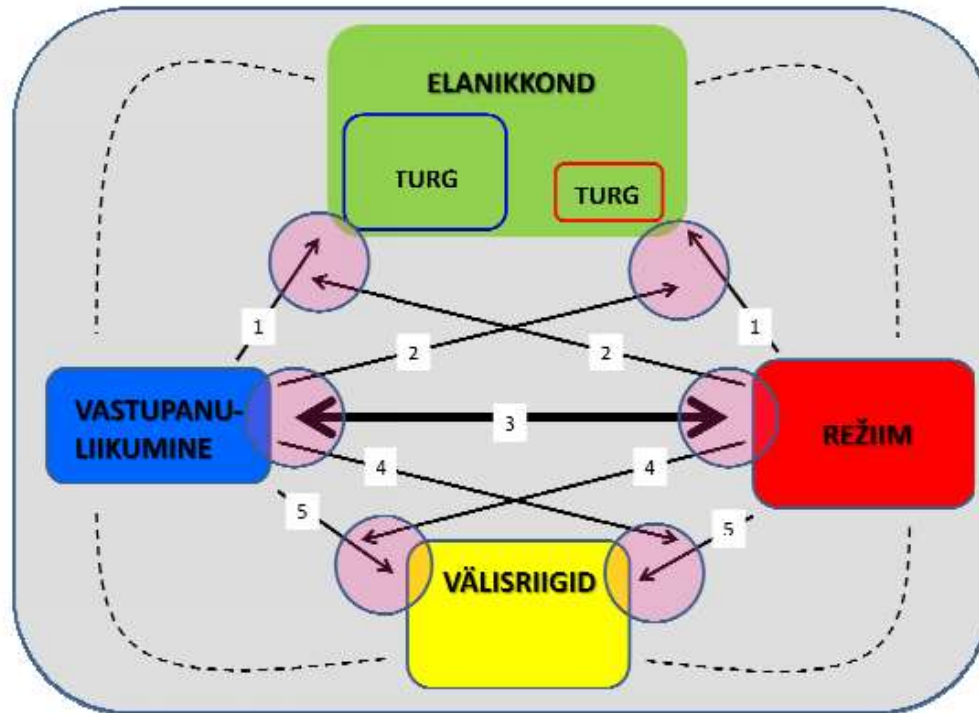 ELANIKKOND
TURG
TURG
1
1
2
2
VASTUPANU-
LIIKUMINE
3
REŽIIM
4
4
5
5
VÄLISRIIGID